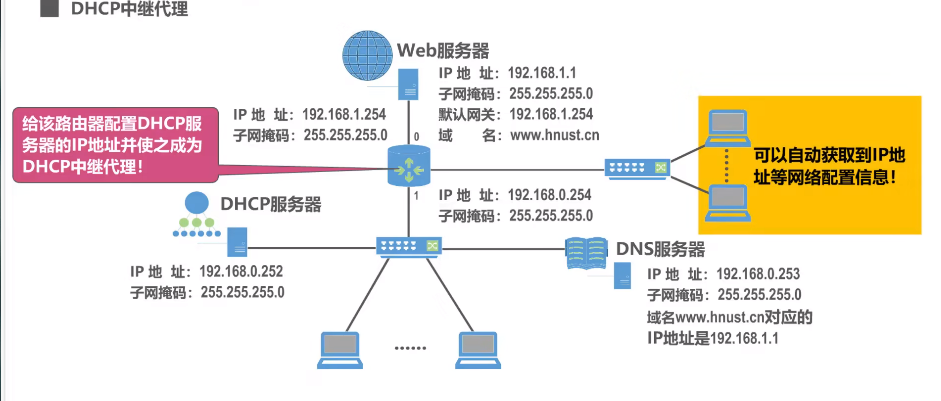 DHCP中继代理
Web服务器
IP 地 址：192.168.1.1
子网掩码：255.255.255.0
默认网关：192.168.1.254
域 名：www.hnust.cn
IP 地 址：192.168.1.254
子网掩码：255.255.255.0
0
给该路由器配置DHCP服
务器的IP地址并使之成为
DHCP中继代理！
可以自动获取到IP地
址等网络配置信息！
1
IP 地 址：192.168.0.254
子网掩码：255.255.255.0
DHCP服务器
IP 地 址：192.168.0.252
子网掩码：255.255.255.0
DNS服务器
IP 地 址：192.168.0.253
子网掩码：255.255.255.0
域名www.hnust.cn对应的
IP地址是192.168.1.1